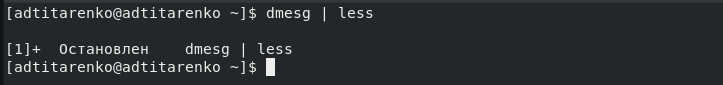 [adtitarenko@adtitarenko ~]$ dmesg | less
[1]+  Остановлен    dmesg | less
[adtitarenko@adtitarenko ~]$